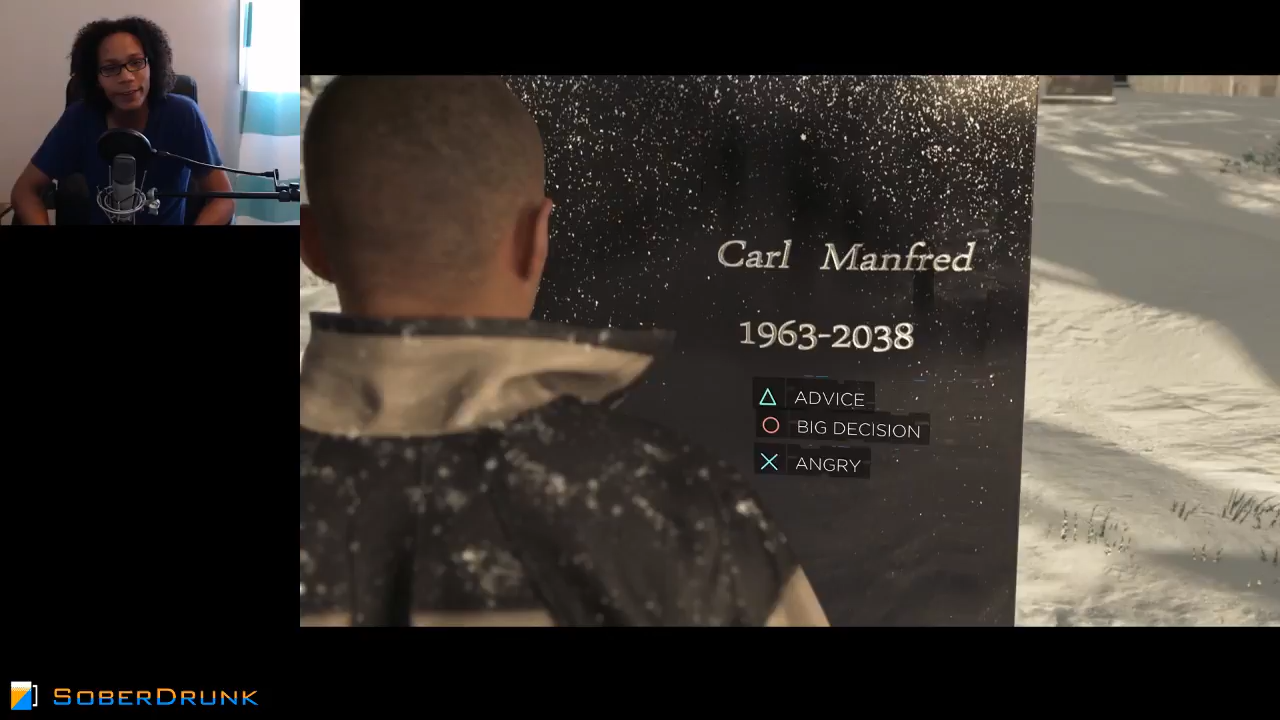 Carl Manfred
1963-2038
ADVICE
BIG DECISION
ANGRY
SOBERDRUNK